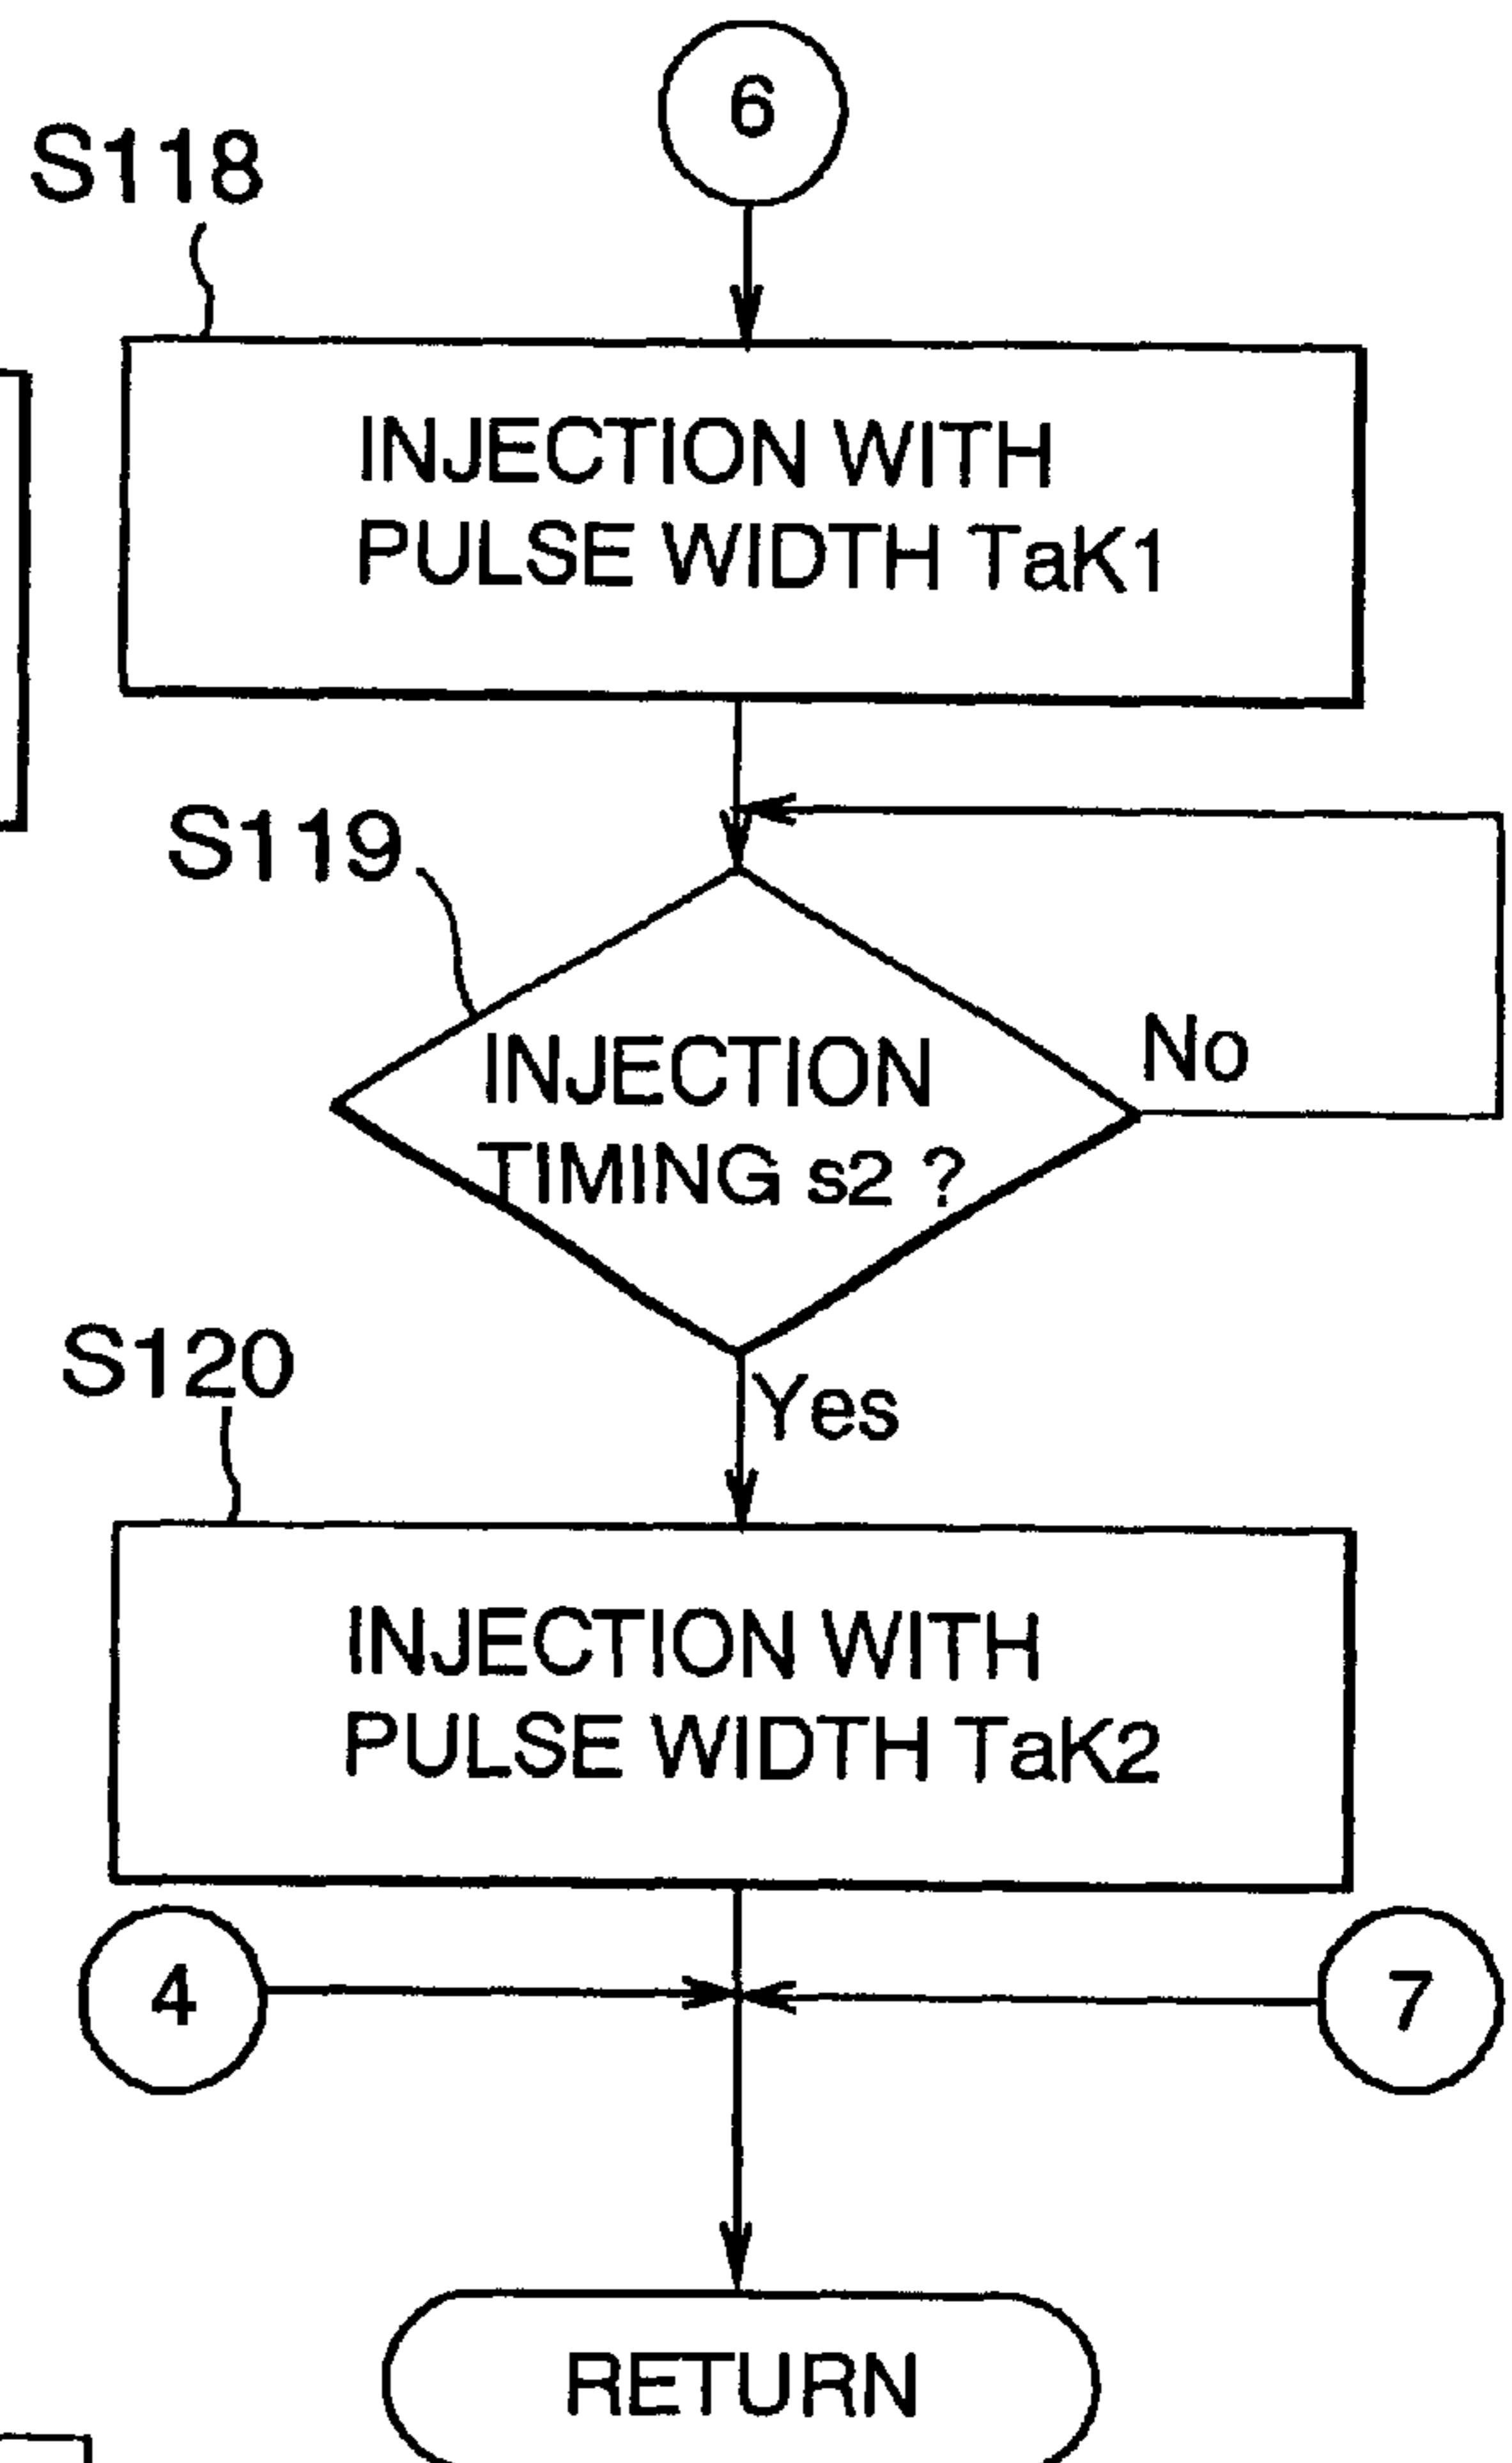 6
S118
INJECTION WITH
PULSE WIDTH TaK1
S119
INJECTION
TIMING s2 ?
No
Yes
S120
INJECTION WITH
PULSE WIDTH TaK2
4
7
RETURN